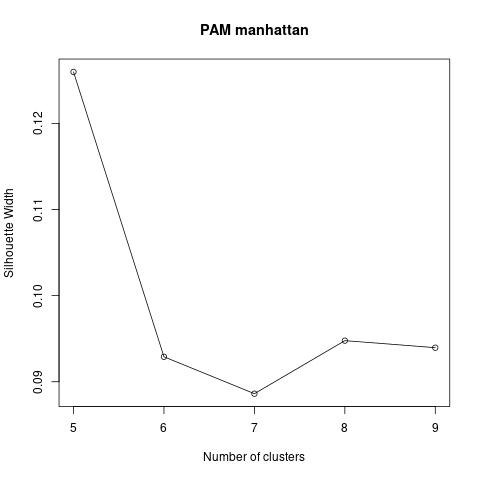 PAM manhattan
Silhouette Width
0.12
0.11
0.10
0.09
5 6 7 8 9
Number of clusters